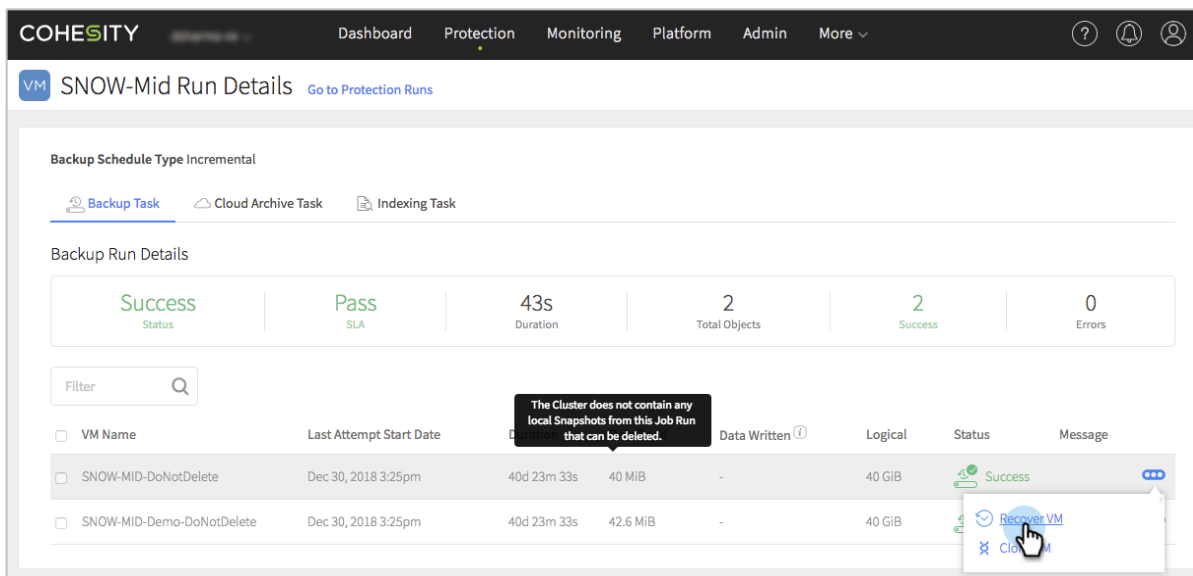 COHESITY
Dashboard Protection Monitoring Platform Admin More
?
VM SNOW-Mid Run Details Go to Protection Runs
Backup Schedule Type Incremental
Backup Task Cloud Archive Task Indexing Task
Backup Run Details
Success Pass 43s 2 2 0
Status SLA Duration Total Objects Success Errors
Filter
The Cluster does not contain any
local Snapshots from this Job Run
that can be deleted.
VM Name Last Attempt Start Date Data Written i Logical Status Message
SNOW-MID-DoNotDelete Dec 30, 2018 3:25pm 40d 23m 33s 40 MiB - 40 GiB Success
SNOW-MID-Demo-DoNotDelete Dec 30, 2018 3:25pm 40d 23m 33s 42.6 MiB - 40 GiB
Recover VM